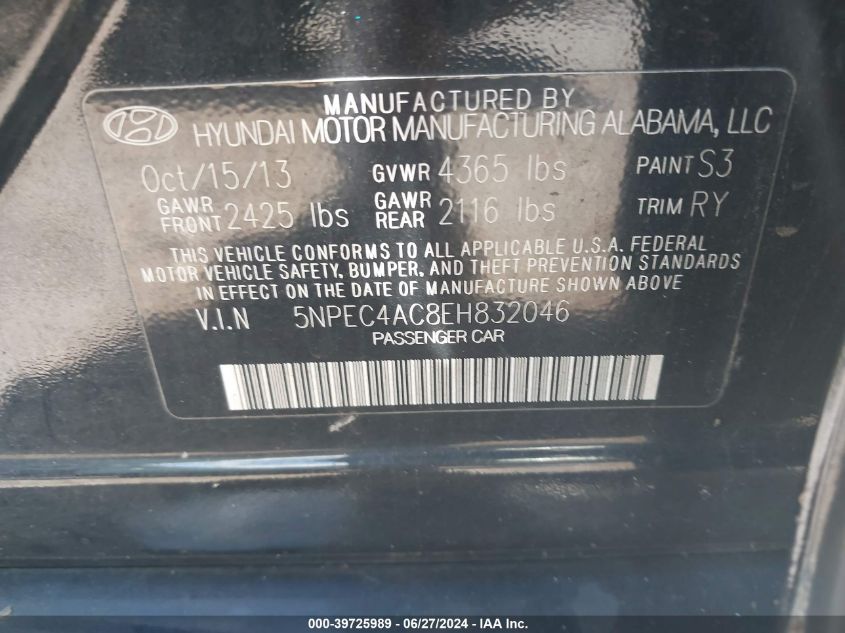 MANUFACTURED BY
HYUNDAI MOTOR MANUFACTURING ALABAMA, LLC
Oct/15/13 GVWR 4365 lbs PAINT S3
GAWR FRONT 2425 lbs GAWR REAR 2116 lbs TRIM RY
THIS VEHICLE CONFORMS TO ALL APPLICABLE U.S.A. FEDERAL
MOTOR VEHICLE SAFETY, BUMPER, AND THEFT PREVENTION STANDARDS
IN EFFECT ON THE DATE OF MANUFACTURE SHOWN ABOVE
V.I.N 5NPEC4AC8EH832046
PASSENGER CAR
000-39725989 - 06/27/2024 - IAA Inc.